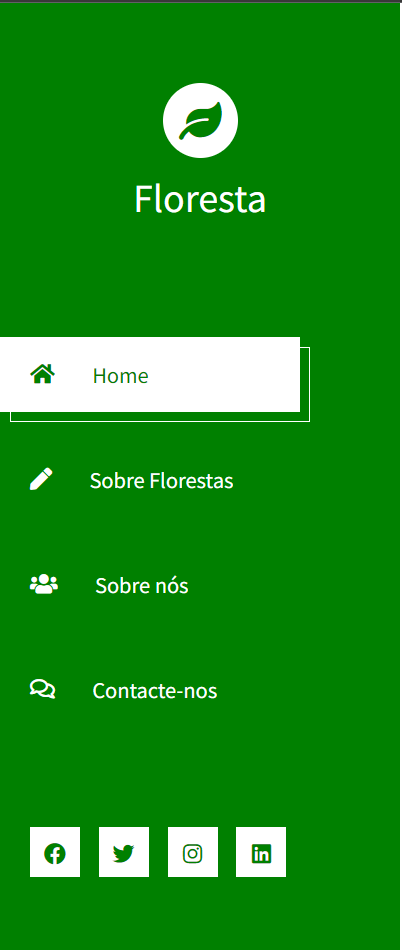 Floresta
Home
Sobre Florestas
Sobre nós
Contacte-nos